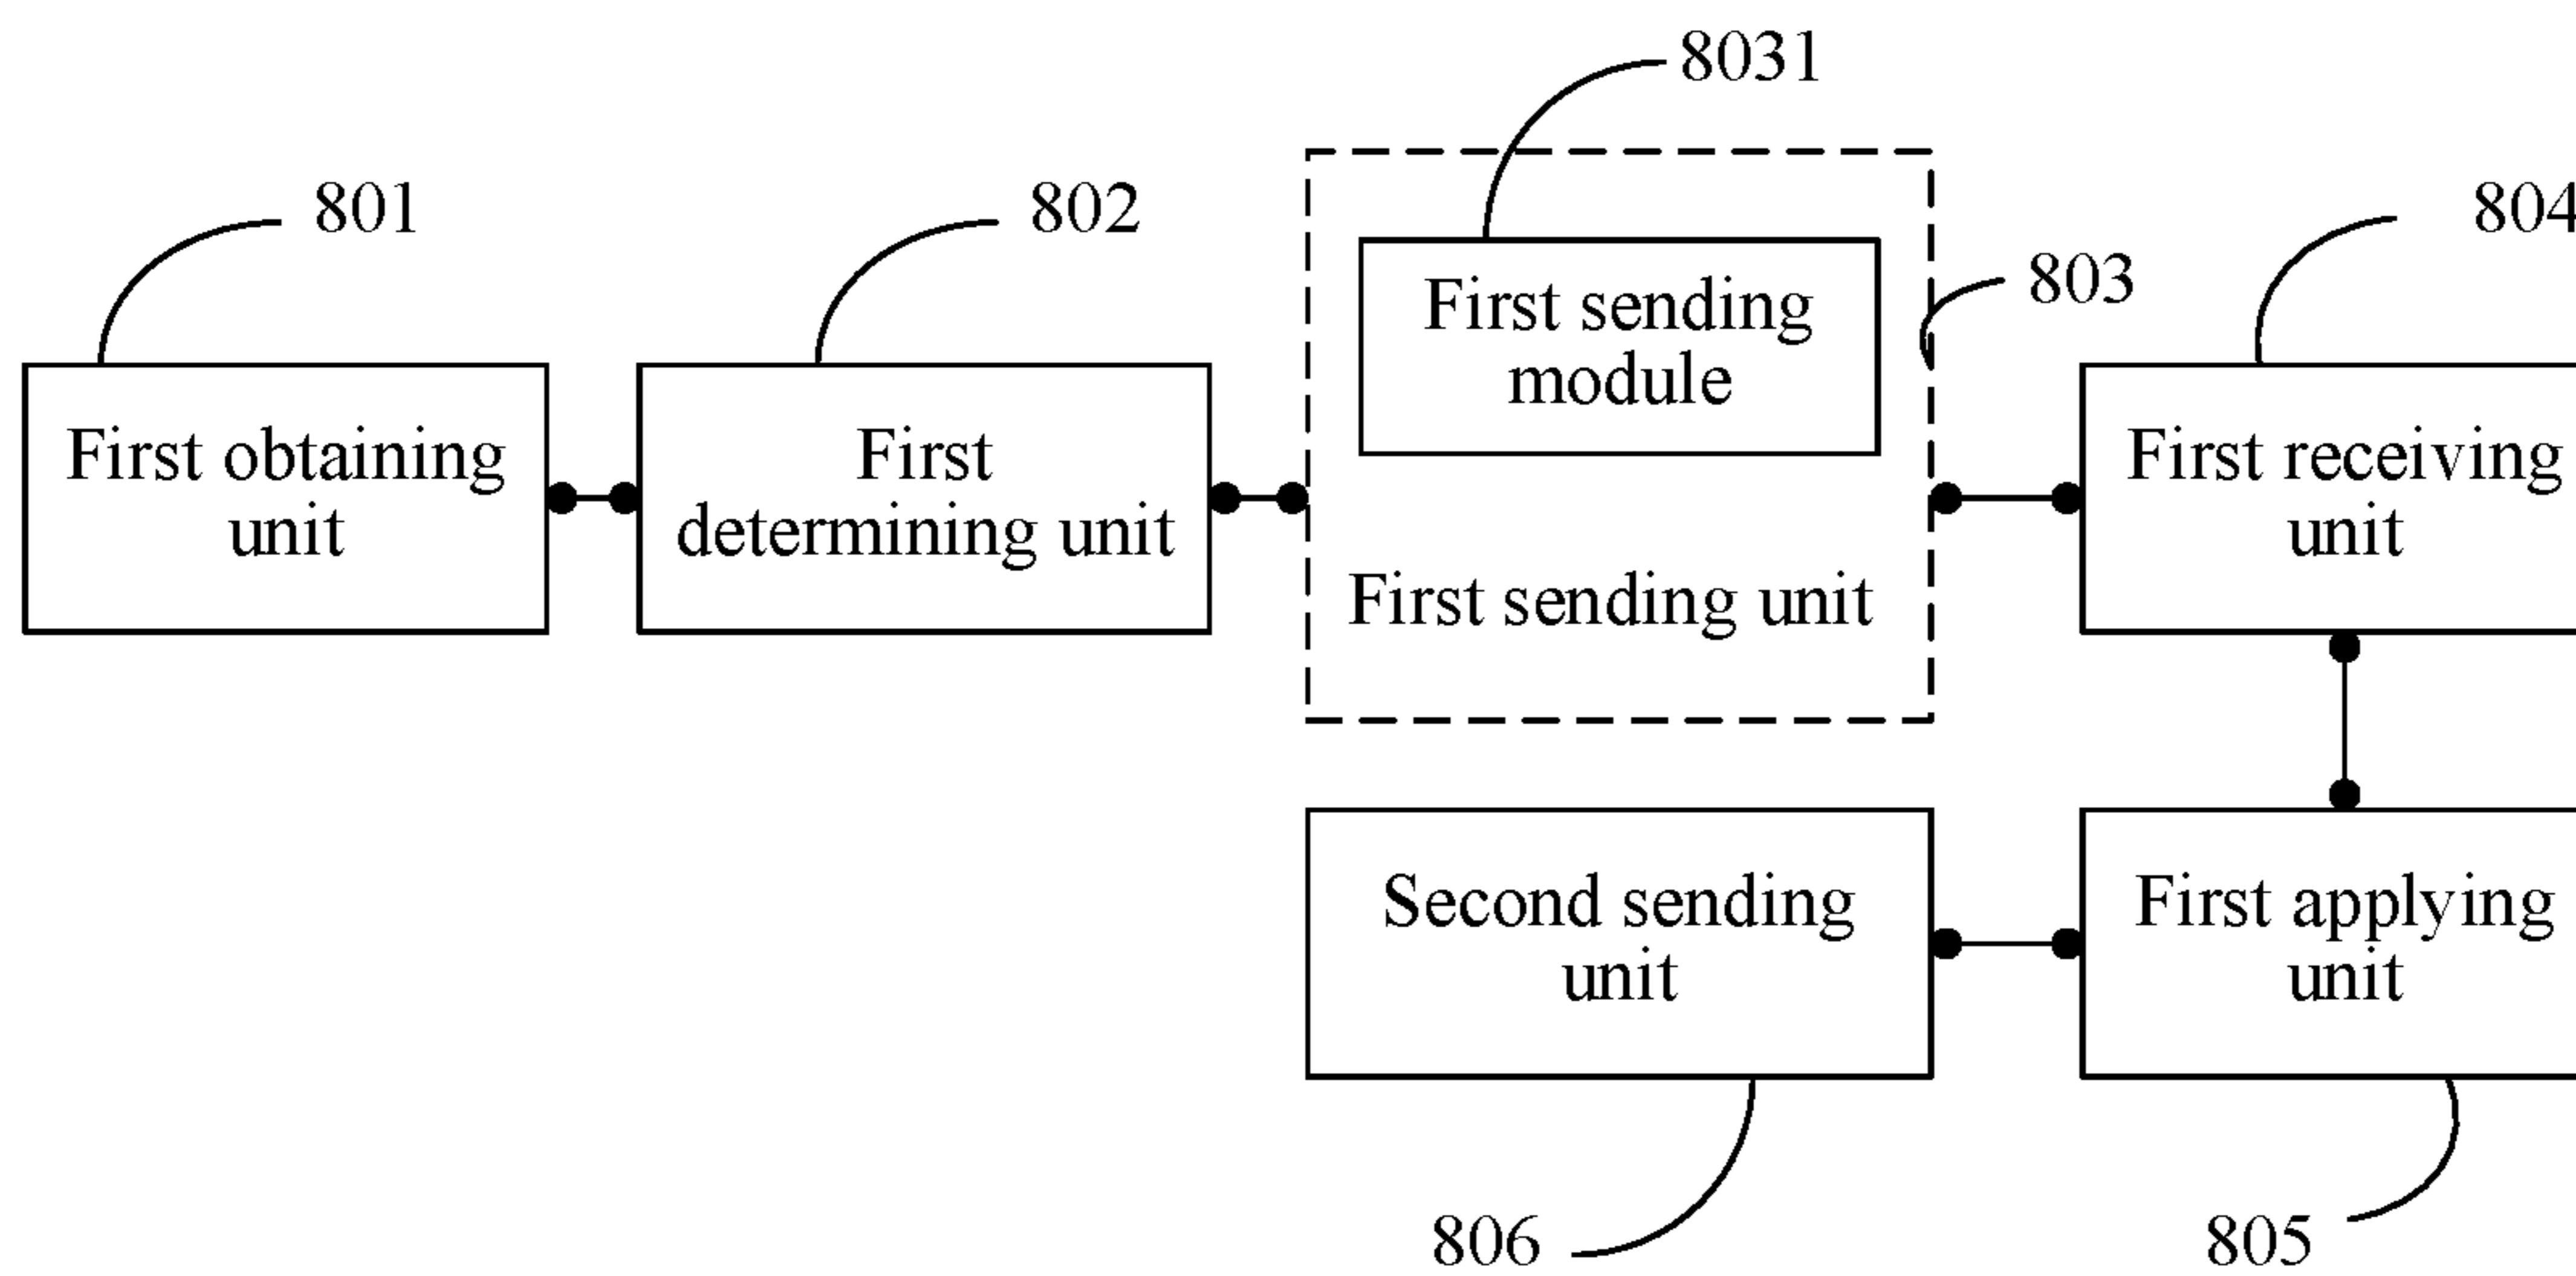 8031
801
802
804
803
First sending
module
First obtaining
unit
First
determining unit
First sending unit
First receiving
unit
Second sending
unit
First applying
unit
806
805